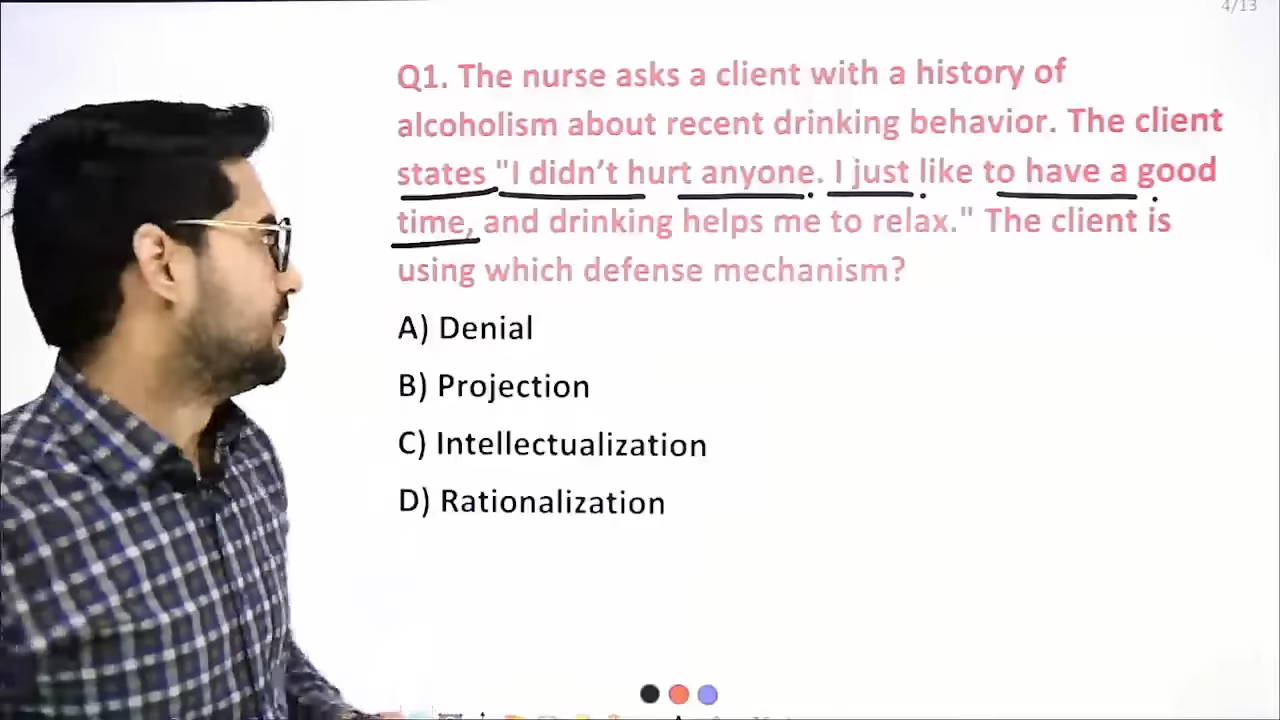 4/13
Q1. The nurse asks a client with a history of
alcoholism about recent drinking behavior. The client
states "I didn’t hurt anyone. I just like to have a good
time, and drinking helps me to relax." The client is
using which defense mechanism?
A) Denial
B) Projection
C) Intellectualization
D) Rationalization